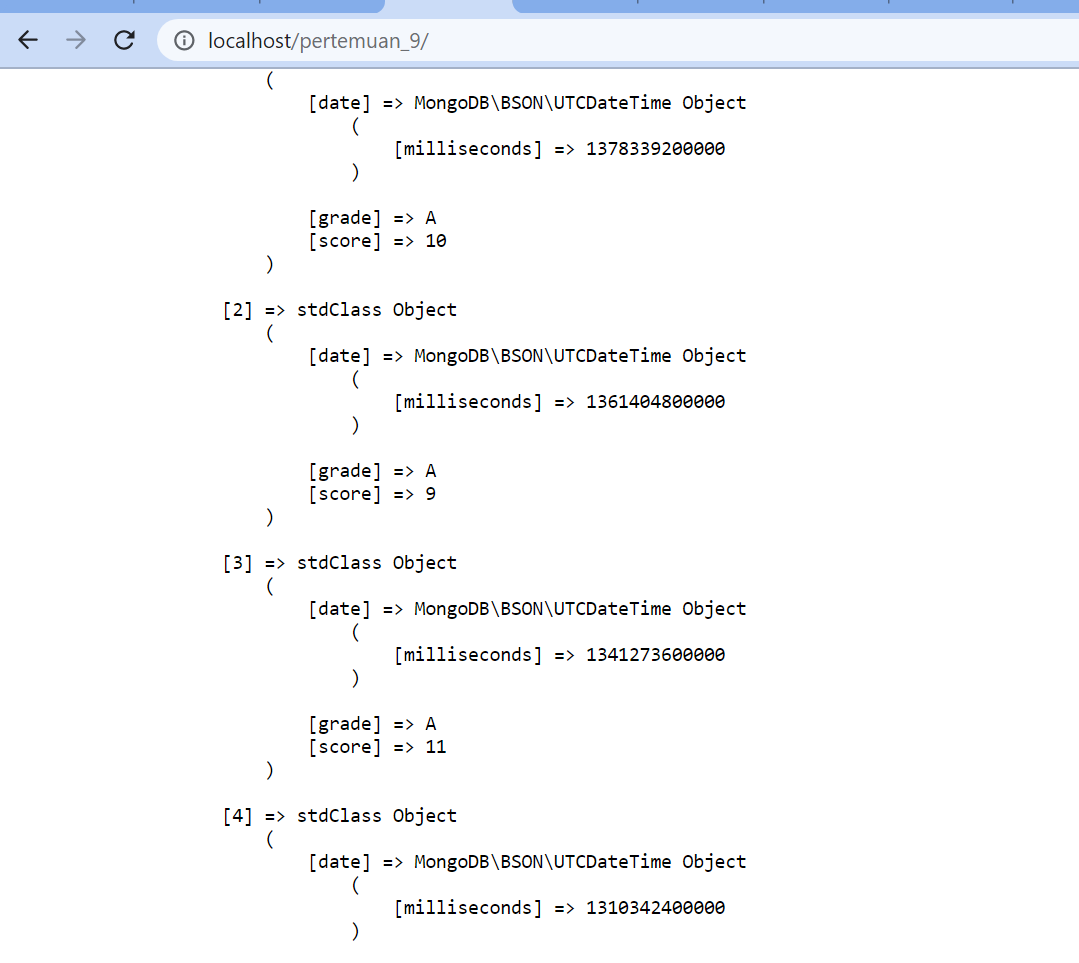 localhost/pertemuan_9/
(
[date] => MongoDB\BSON\UTCDateTime Object
(
[milliseconds] => 1378339200000
)
[grade] => A
[score] => 10
)
[2] => stdClass Object
(
[date] => MongoDB\BSON\UTCDateTime Object
(
[milliseconds] => 1361404800000
)
[grade] => A
[score] => 9
)
[3] => stdClass Object
(
[date] => MongoDB\BSON\UTCDateTime Object
(
[milliseconds] => 1341273600000
)
[grade] => A
[score] => 11
)
[4] => stdClass Object
(
[date] => MongoDB\BSON\UTCDateTime Object
(
[milliseconds] => 1310342400000
)